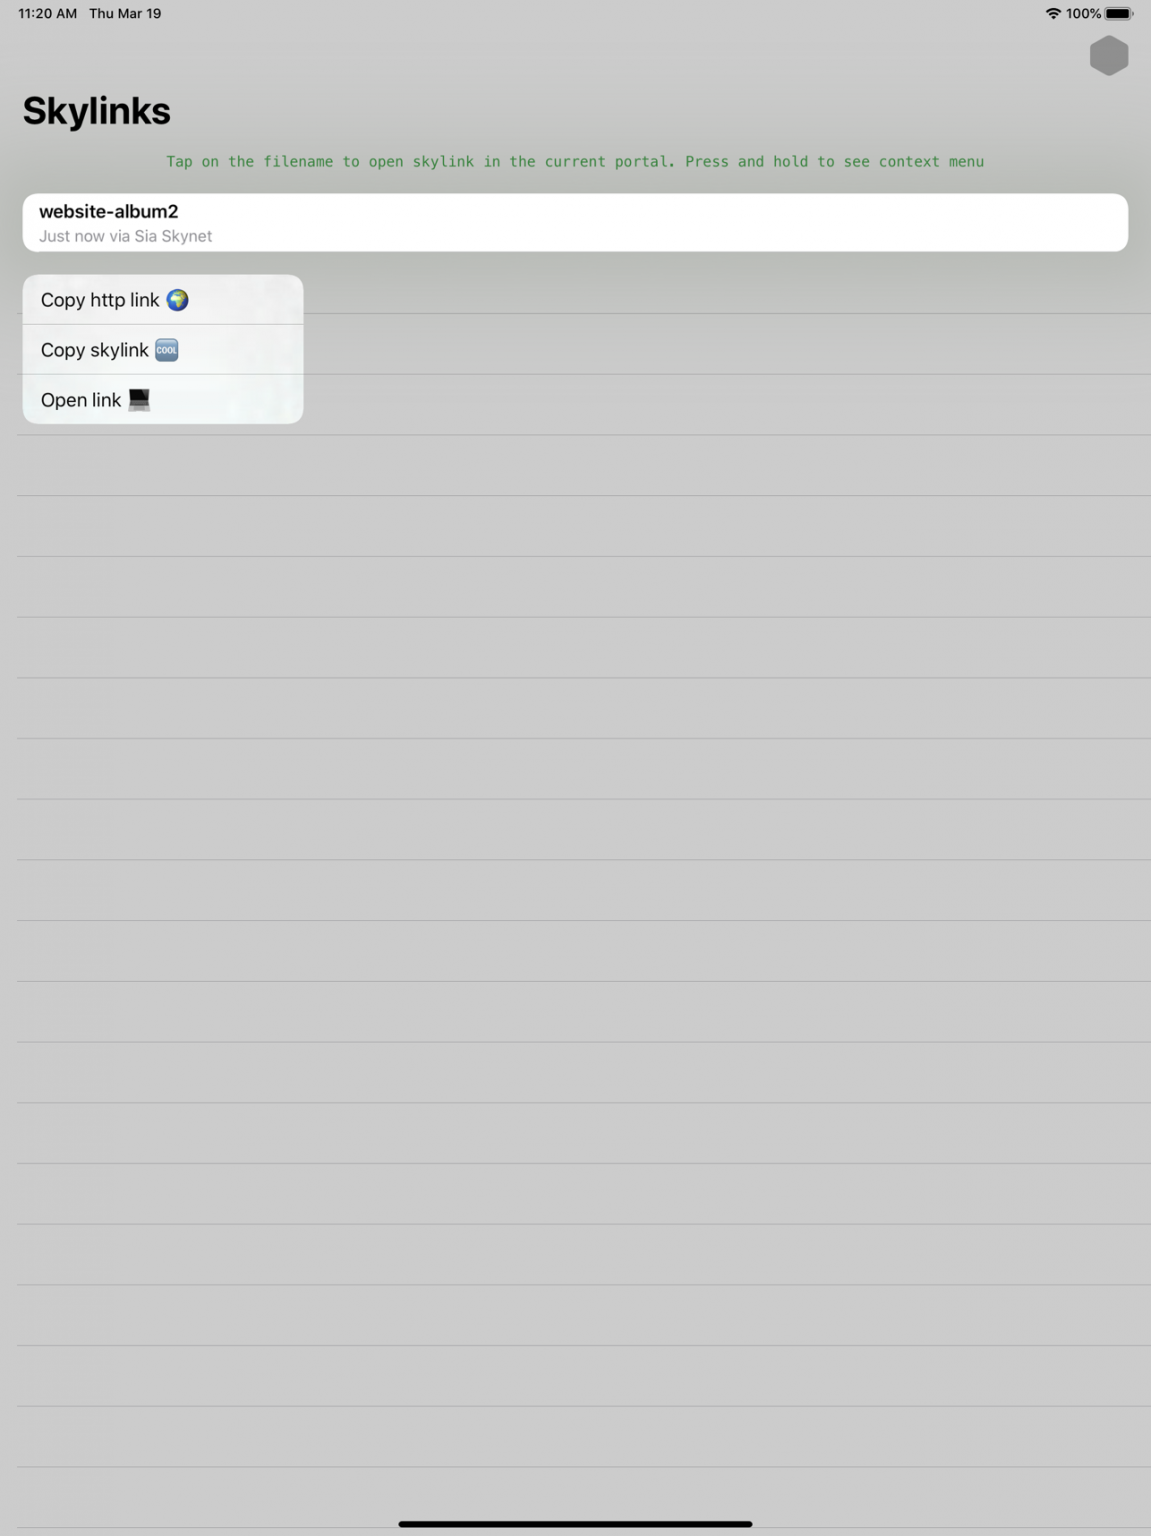 11:20 AM Thu Mar 19 100%
Skylinks
Tap on the filename to open skylink in the current portal. Press and hold to see context menu
website-album2
Just now via Sia Skynet
Copy http link 🌍
Copy skylink 🆒
Open link 💻